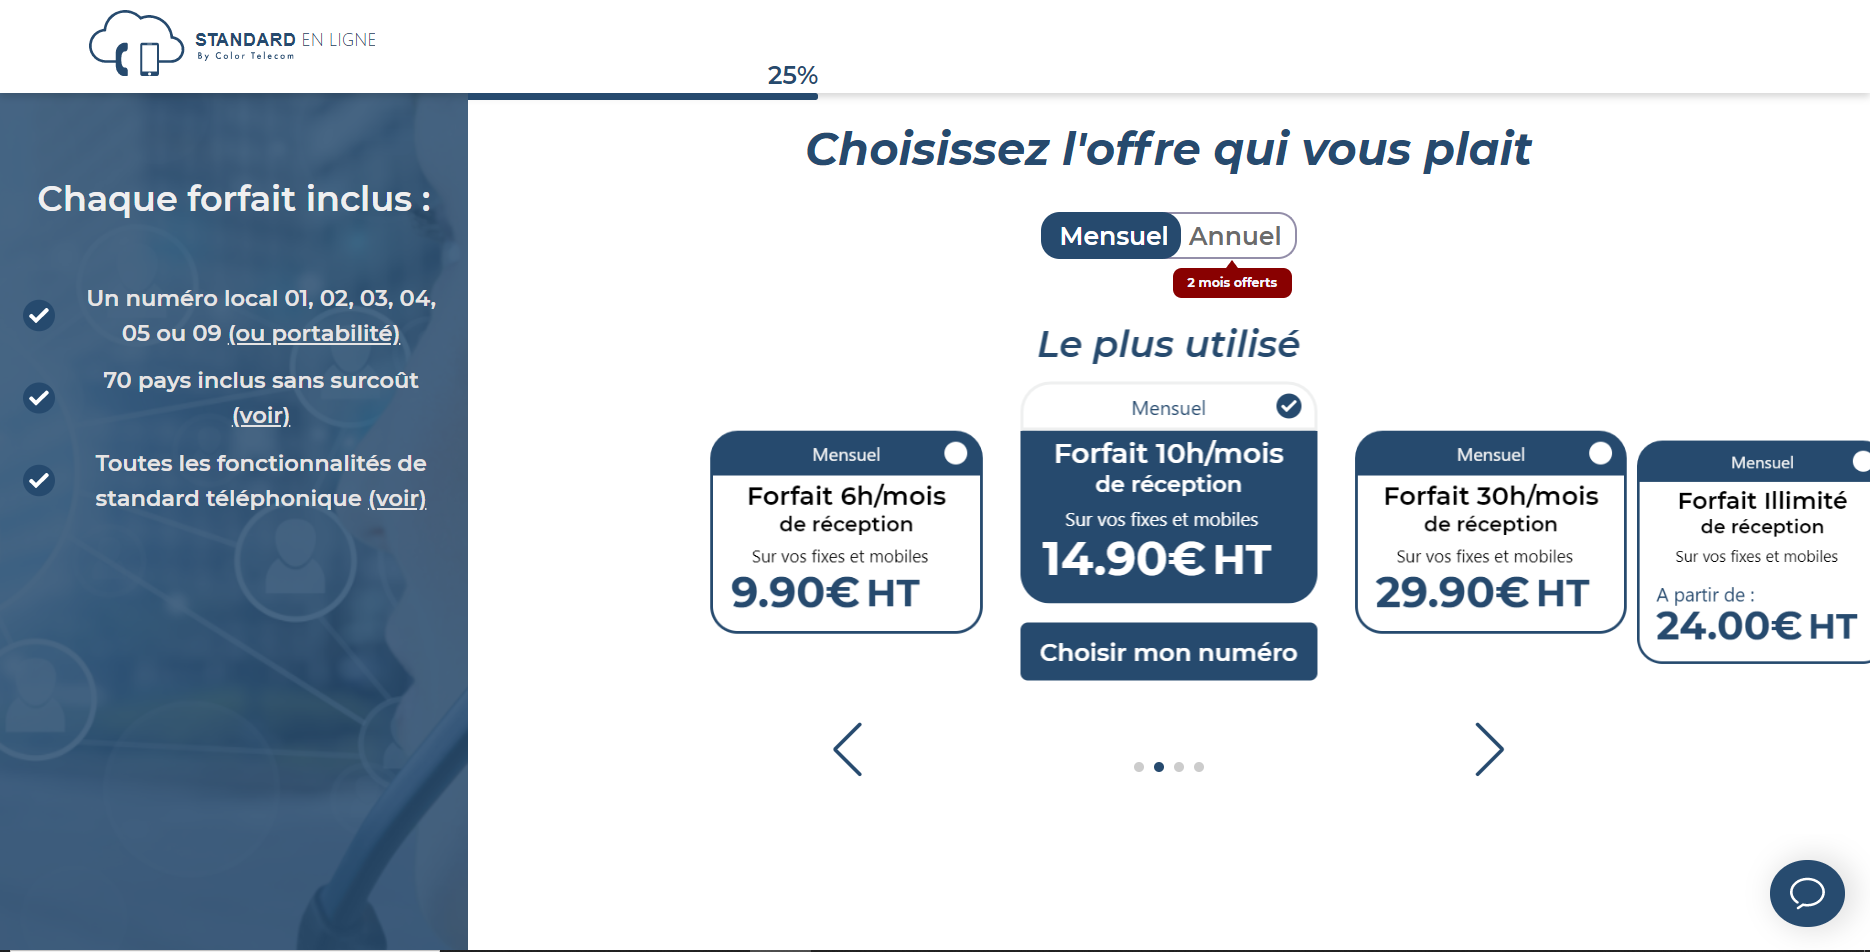 STANDARD EN LIGNE
By Color Telecom
25%
Chaque forfait inclus :
Un numéro local 01, 02, 03, 04,
05 ou 09 (ou portabilité)
70 pays inclus sans surcoût
(voir)
Toutes les fonctionnalités de
standard téléphonique (voir)
Choisissez l'offre qui vous plait
Mensuel Annuel
2 mois offerts
Le plus utilisé
Mensuel
Forfait 6h/mois
de réception
Sur vos fixes et mobiles
9.90€ HT
Mensuel
Forfait 10h/mois
de réception
Sur vos fixes et mobiles
14.90€ HT
Choisir mon numéro
Mensuel
Forfait 30h/mois
de réception
Sur vos fixes et mobiles
29.90€ HT
Mensuel
Forfait Illimité
de réception
Sur vos fixes et mobiles
A partir de :
24.00€ HT